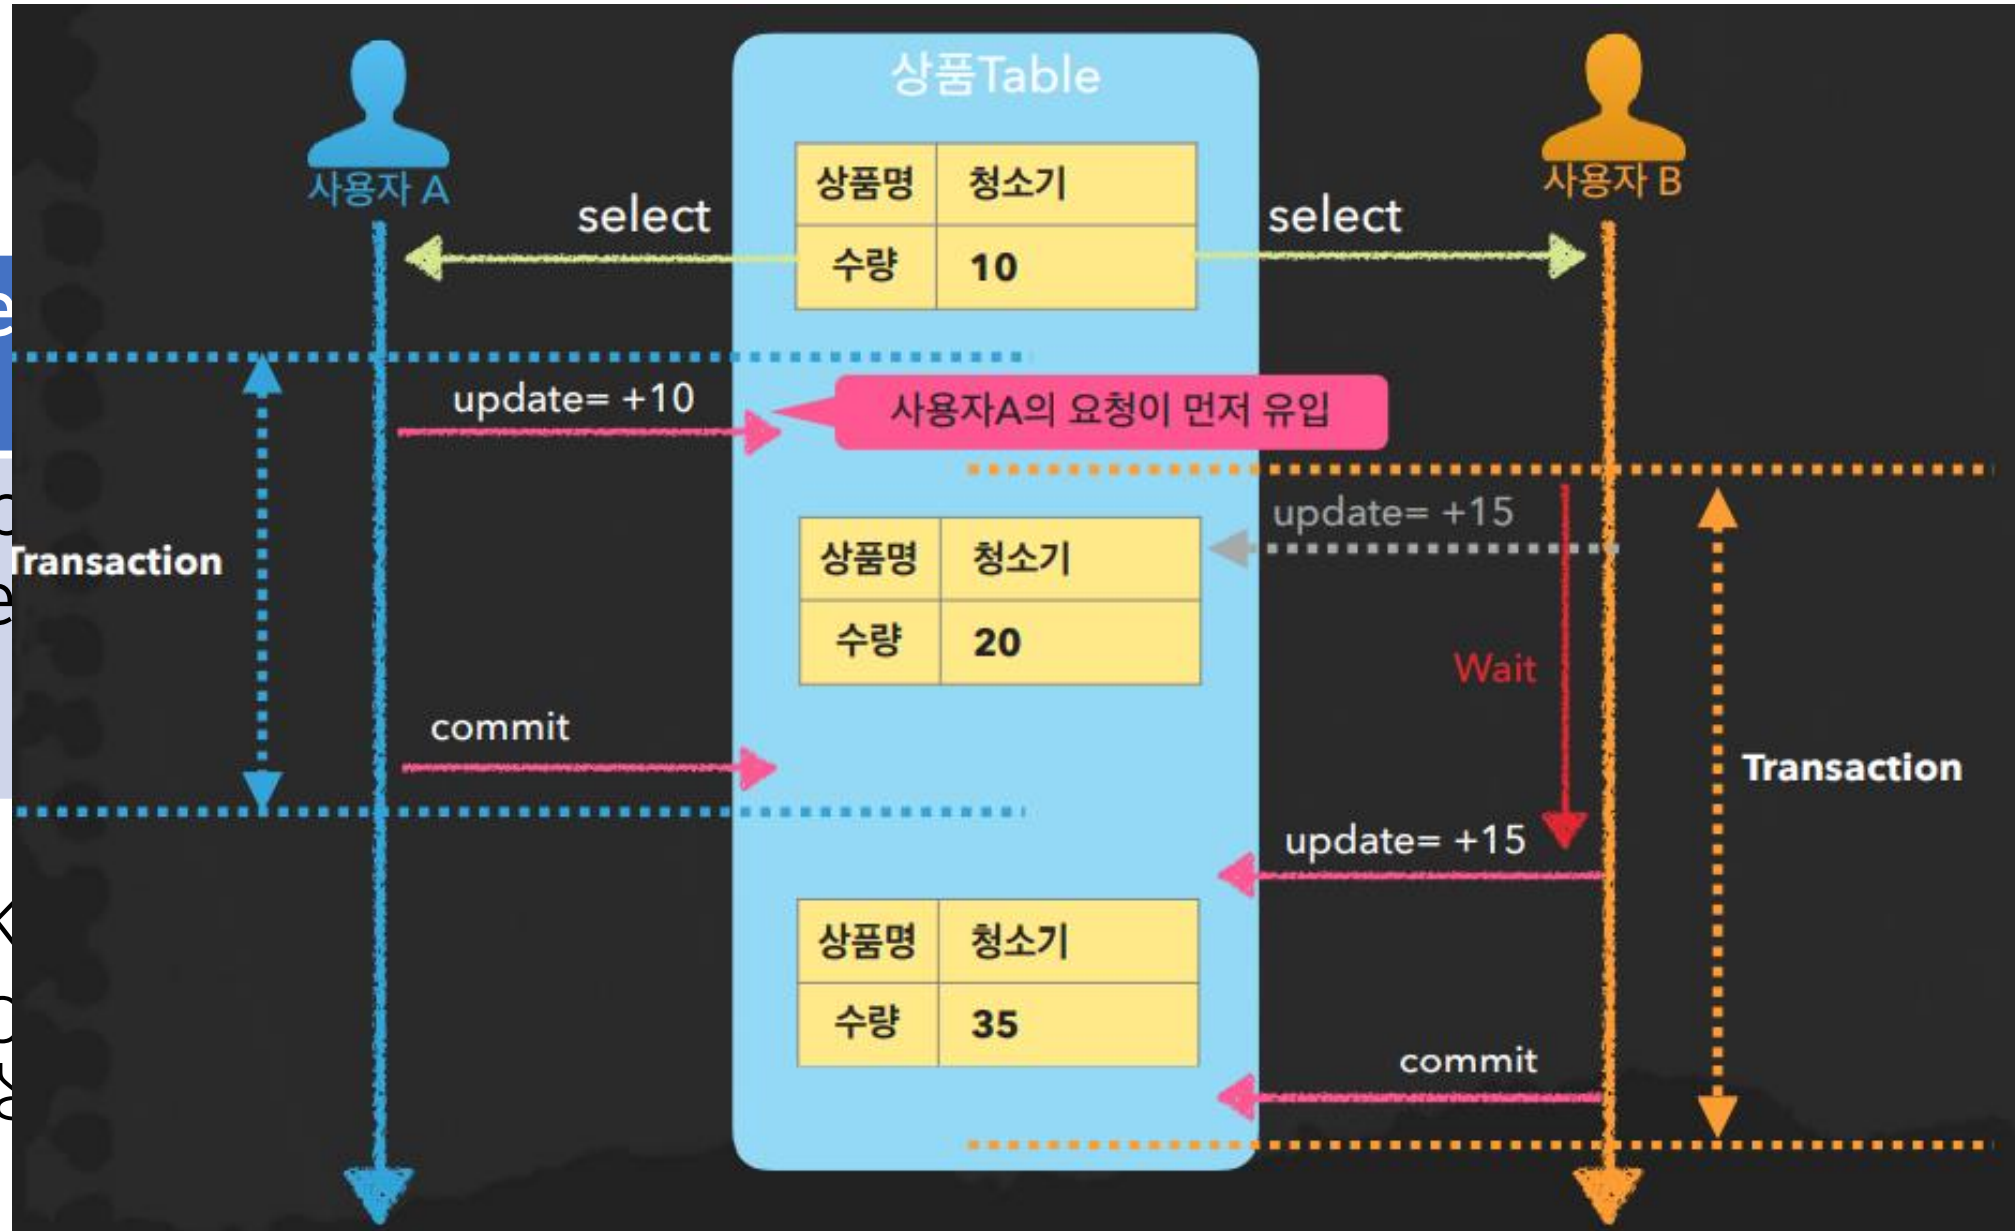 상품Table
사용자 A
사용자 B
select
상품명 청소기
수량 10
select
update= +10
사용자A의 요청이 먼저 유입
update= +15
Transaction
상품명 청소기
수량 20
Wait
commit
Transaction
update= +15
상품명 청소기
수량 35
commit